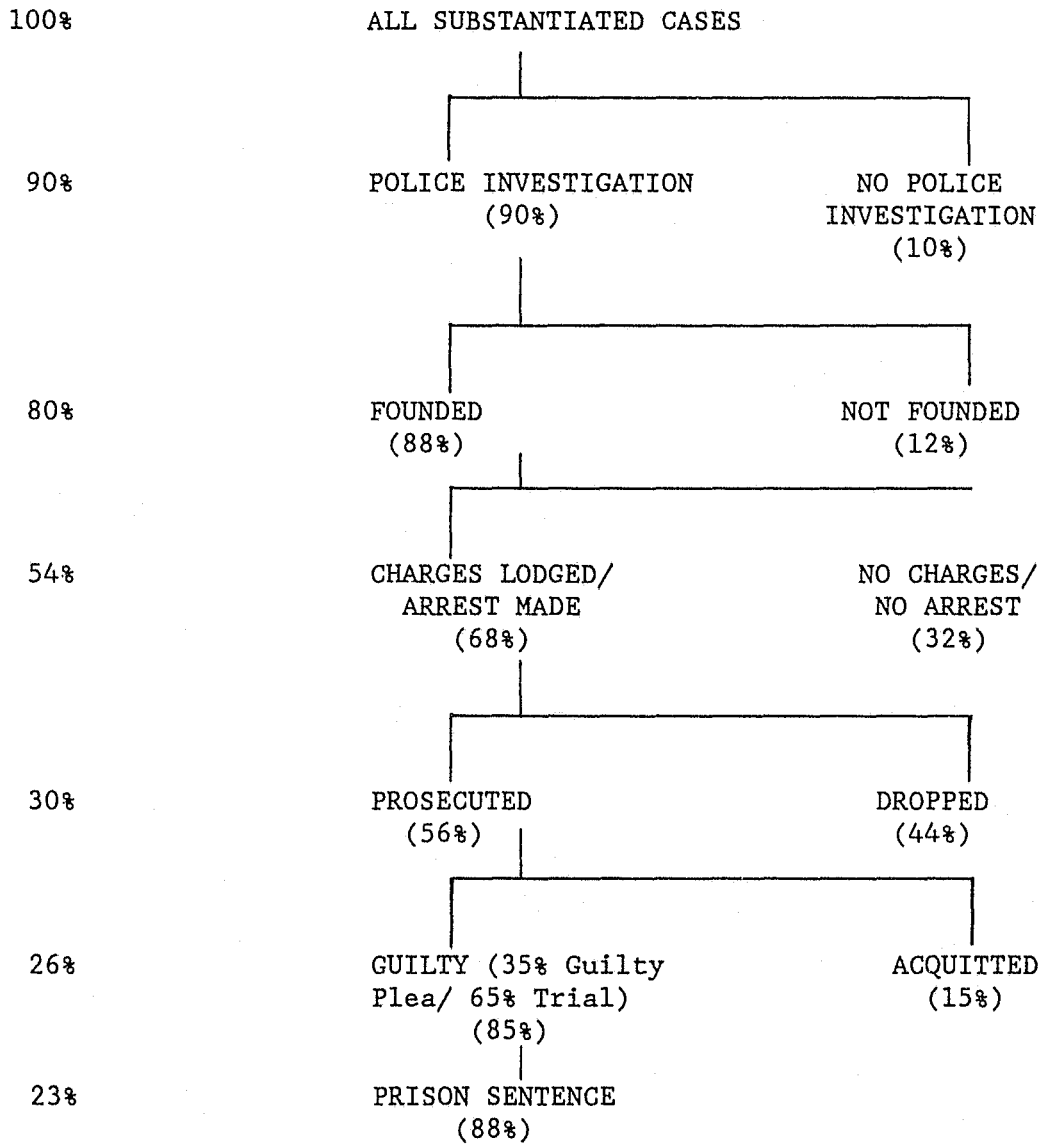 100% ALL SUBSTANTIATED CASES
90% POLICE INVESTIGATION NO POLICE
(90%) INVESTIGATION
(10%)
80% FOUNDED NOT FOUNDED
(88%) (12%)
54% CHARGES LODGED/ NO CHARGES/
ARREST MADE NO ARREST
(68%) (32%)
30% PROSECUTED DROPPED
(56%) (44%)
26% GUILTY (35% Guilty ACQUITTED
Plea/ 65% Trial) (15%)
(85%)
23% PRISON SENTENCE
(88%)